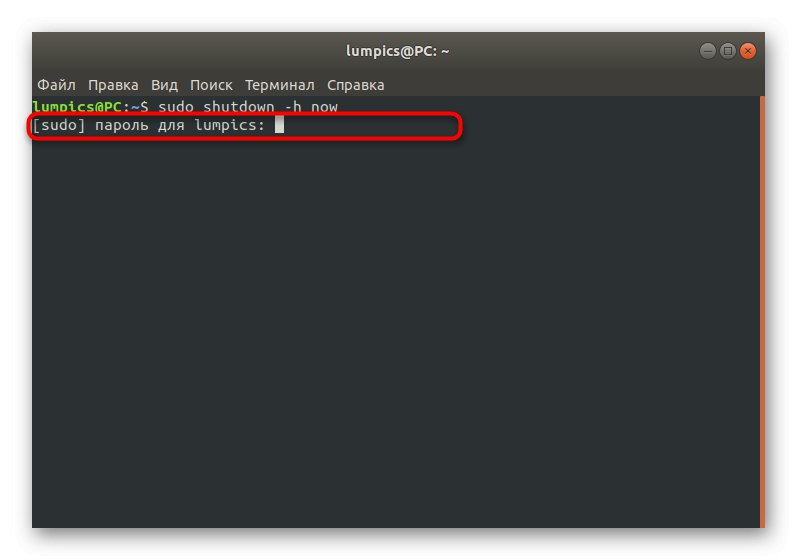 lumpics@PC: ~
Файл Правка Вид Поиск Терминал Справка
lumpics@PC:~$ sudo shutdown -h now
[sudo] пароль для lumpics: